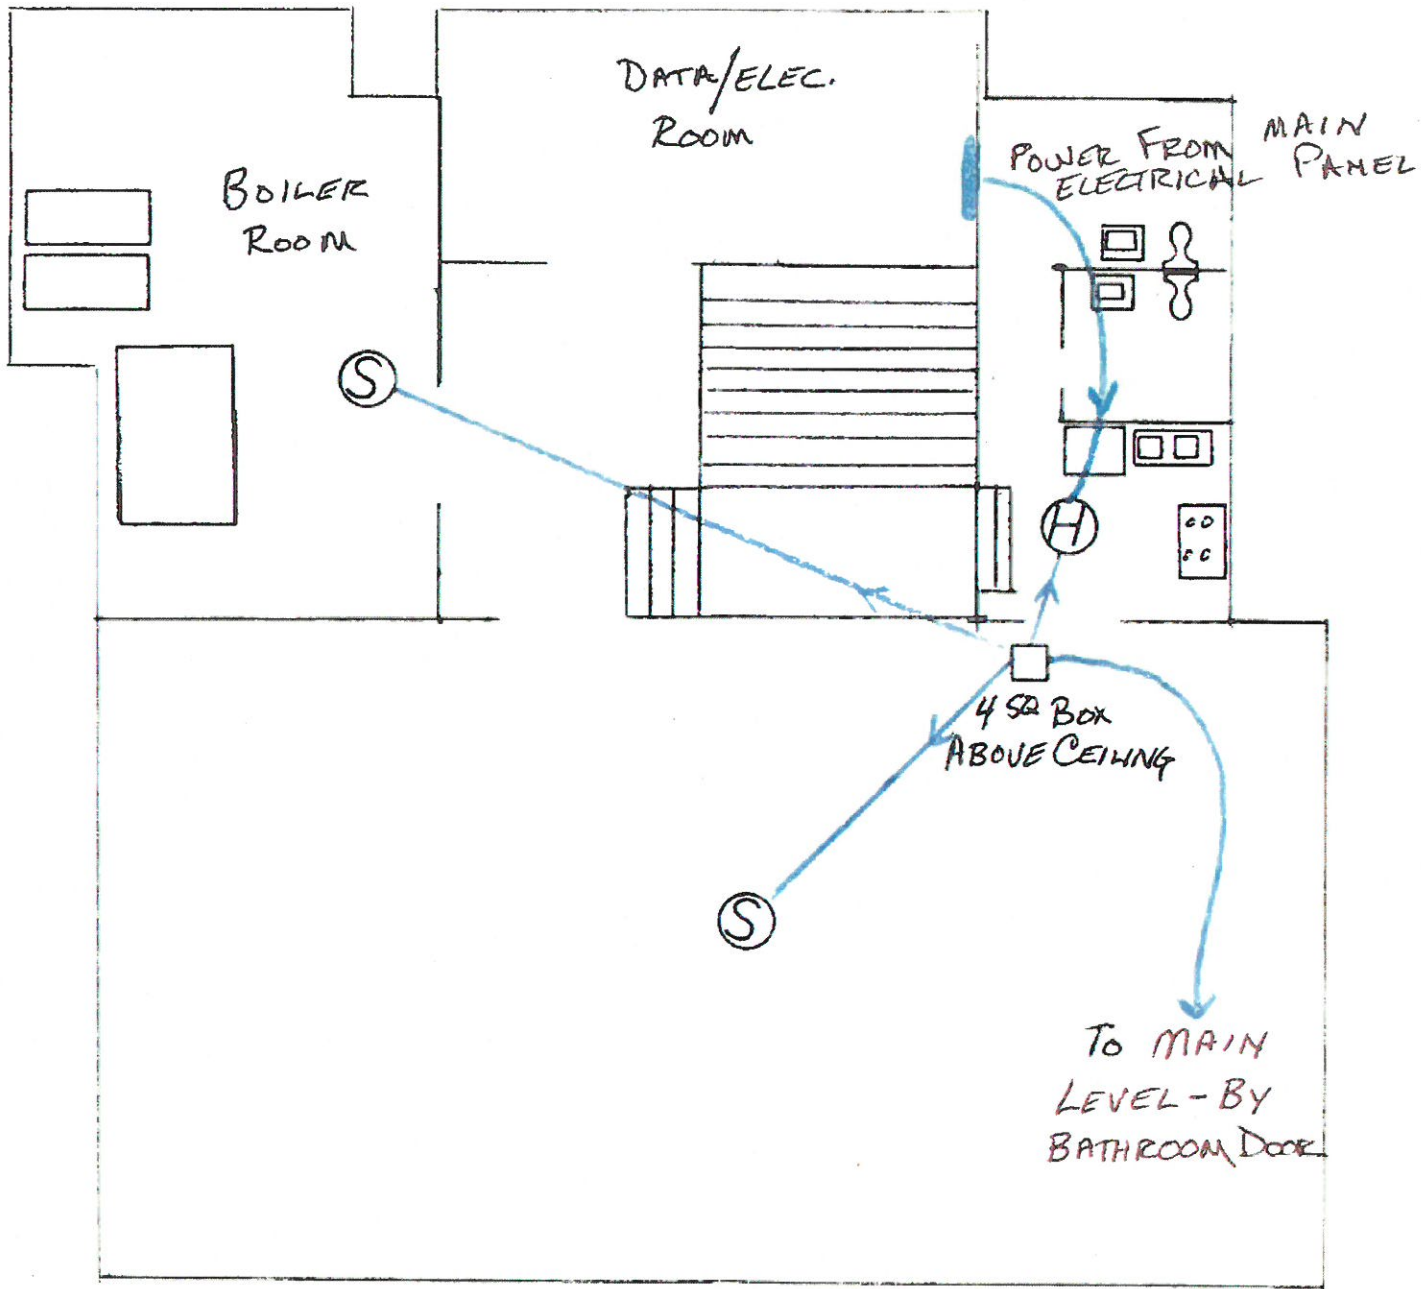 DATA/ELEC.
ROOM
MAIN
POWER FROM
PANEL
ELECTRICAL
BOILER
ROOM
S
H
4 SQ BOX
ABOVE CEILING
S
TO MAIN
LEVEL - BY
BATHROOM DOOR